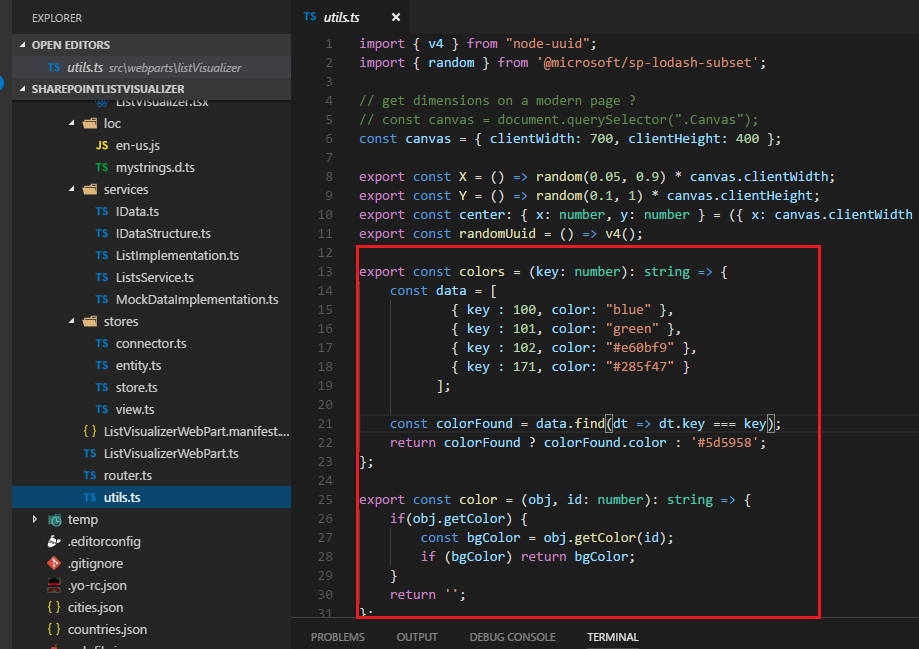 EXPLORER
OPEN EDITORS
TS utils.ts src\webparts\listVisualizer
SHAREPOINTLISTVISUALIZER
ListVisualizer.tsx
loc
JS en-us.js
TS mystrings.d.ts
services
TS IData.ts
TS IDataStructure.ts
TS ListImplementation.ts
TS ListsService.ts
TS MockDataImplementation.ts
stores
TS connector.ts
TS entity.ts
TS store.ts
TS view.ts
{ } ListVisualizerWebPart.manifest....
TS ListVisualizerWebPart.ts
TS router.ts
TS utils.ts
temp
.editorconfig
.gitignore
.yo-rc.json
{ } cities.json
{ } countries.json
TS utils.ts ×
1 import { v4 } from "node-uuid";
2 import { random } from '@microsoft/sp-lodash-subset';
3
4 // get dimensions on a modern page ?
5 // const canvas = document.querySelector(".Canvas");
6 const canvas = { clientWidth: 700, clientHeight: 400 };
7
8 export const X = () => random(0.05, 0.9) * canvas.clientWidth;
9 export const Y = () => random(0.1, 1) * canvas.clientHeight;
10 export const center: { x: number, y: number } = ({ x: canvas.clientWidth
11 export const randomUuid = () => v4();
12
13 export const colors = (key: number): string => {
14 const data = [
15 { key : 100, color: "blue" },
16 { key : 101, color: "green" },
17 { key : 102, color: "#e60bf9" },
18 { key : 171, color: "#285f47" }
19 ];
20
21 const colorFound = data.find(dt => dt.key === key);
22 return colorFound ? colorFound.color : '#5d5958';
23 };
24
25 export const color = (obj, id: number): string => {
26 if(obj.getColor) {
27 const bgColor = obj.getColor(id);
28 if (bgColor) return bgColor;
29 }
30 return '';
31 };
PROBLEMS OUTPUT DEBUG CONSOLE TERMINAL